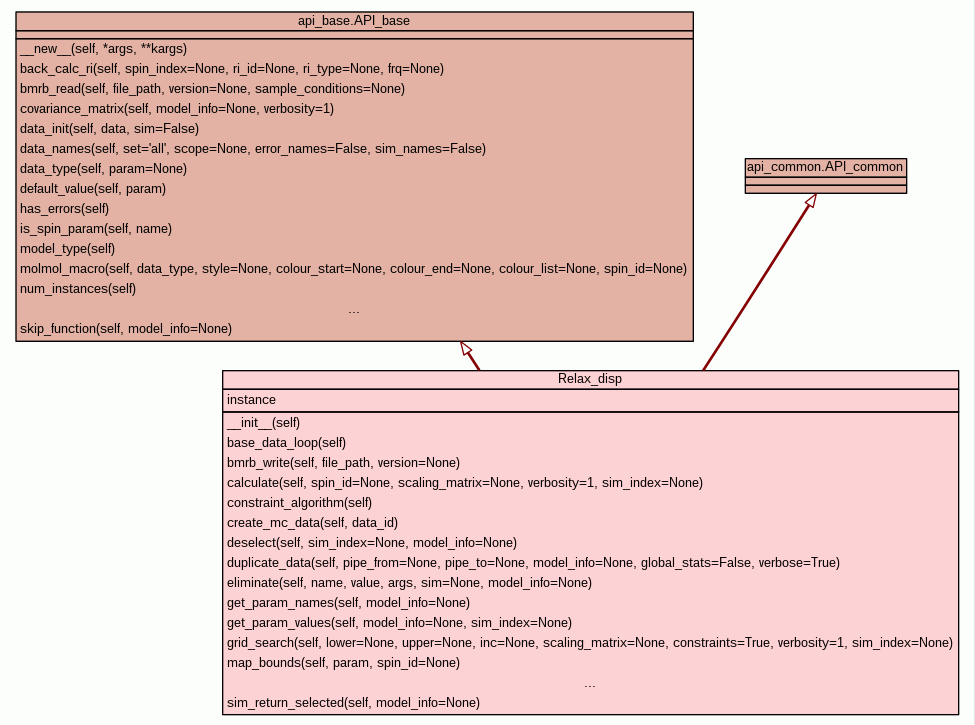 api_base.API_base
__new__(self, *args, **kargs)
back_calc_ri(self, spin_index=None, ri_id=None, ri_type=None, frq=None)
bmrb_read(self, file_path, version=None, sample_conditions=None)
covariance_matrix(self, model_info=None, verbosity=1)
data_init(self, data, sim=False)
data_names(self, set='all', scope=None, error_names=False, sim_names=False)
data_type(self, param=None)
default_value(self, param)
has_errors(self)
is_spin_param(self, name)
model_type(self)
molmol_macro(self, data_type, style=None, colour_start=None, colour_end=None, colour_list=None, spin_id=None)
num_instances(self)
...
skip_function(self, model_info=None)
api_common.API_common
Relax_disp
instance
__init__(self)
base_data_loop(self)
bmrb_write(self, file_path, version=None)
calculate(self, spin_id=None, scaling_matrix=None, verbosity=1, sim_index=None)
constraint_algorithm(self)
create_mc_data(self, data_id)
deselect(self, sim_index=None, model_info=None)
duplicate_data(self, pipe_from=None, pipe_to=None, model_info=None, global_stats=False, verbose=True)
eliminate(self, name, value, args, sim=None, model_info=None)
get_param_names(self, model_info=None)
get_param_values(self, model_info=None, sim_index=None)
grid_search(self, lower=None, upper=None, inc=None, scaling_matrix=None, constraints=True, verbosity=1, sim_index=None)
map_bounds(self, param, spin_id=None)
...
sim_return_selected(self, model_info=None)